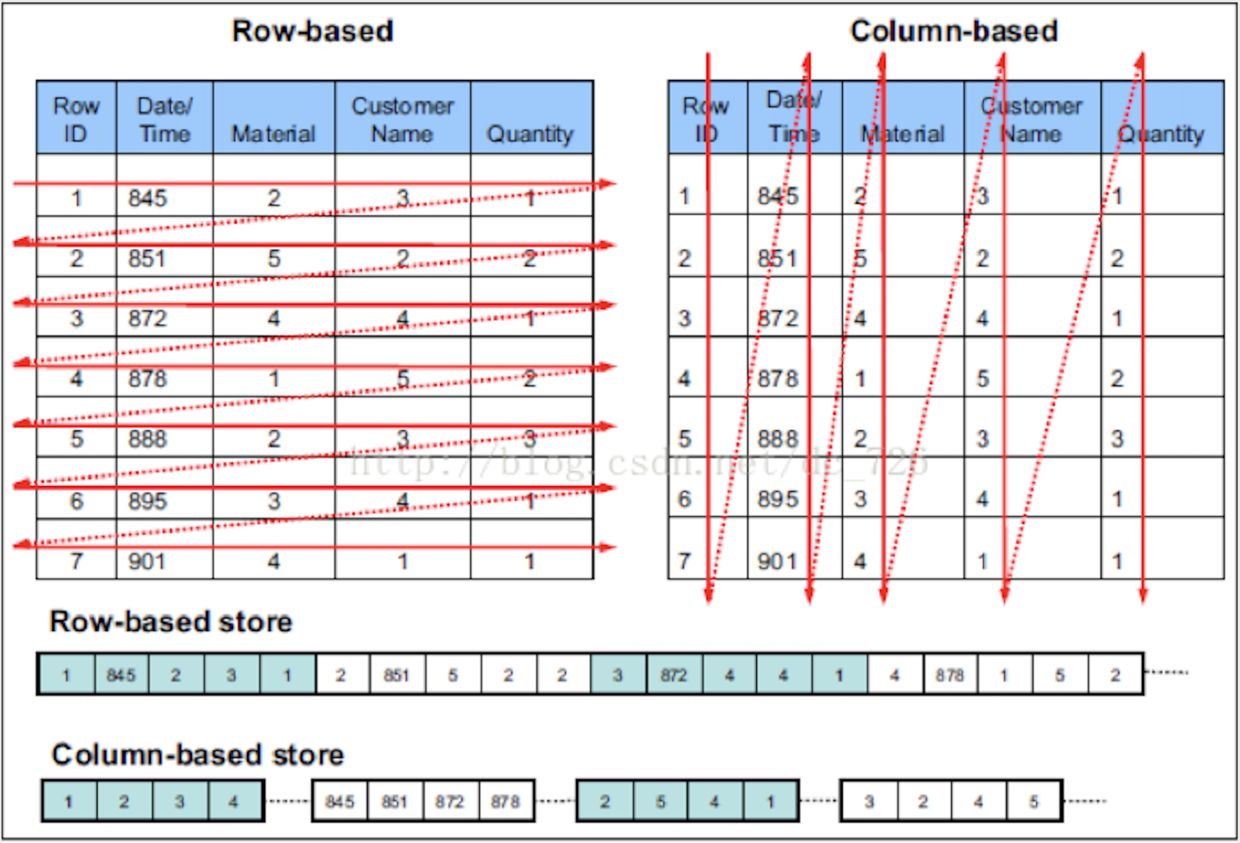 Row-based
Column-based
Row ID
Date/ Time
Material
Customer Name
Quantity
1 845 2 3 1
2 851 5 2 2
3 872 4 4 1
4 878 1 5 2
5 888 2 3 3
6 895 3 4 1
7 901 4 1 1
Row ID
Date/ Time
Material
Customer Name
Quantity
1 845 2 3 1
2 851 5 2 2
3 872 4 4 1
4 878 1 5 2
5 888 2 3 3
6 895 3 4 1
7 901 4 1 1
http://blog.csdn.net/dc_726
Row-based store
1 845 2 3 1 2 851 5 2 2 3 872 4 4 1 4 878 1 5 2
Column-based store
1 2 3 4 845 851 872 878 2 5 4 1 3 2 4 5